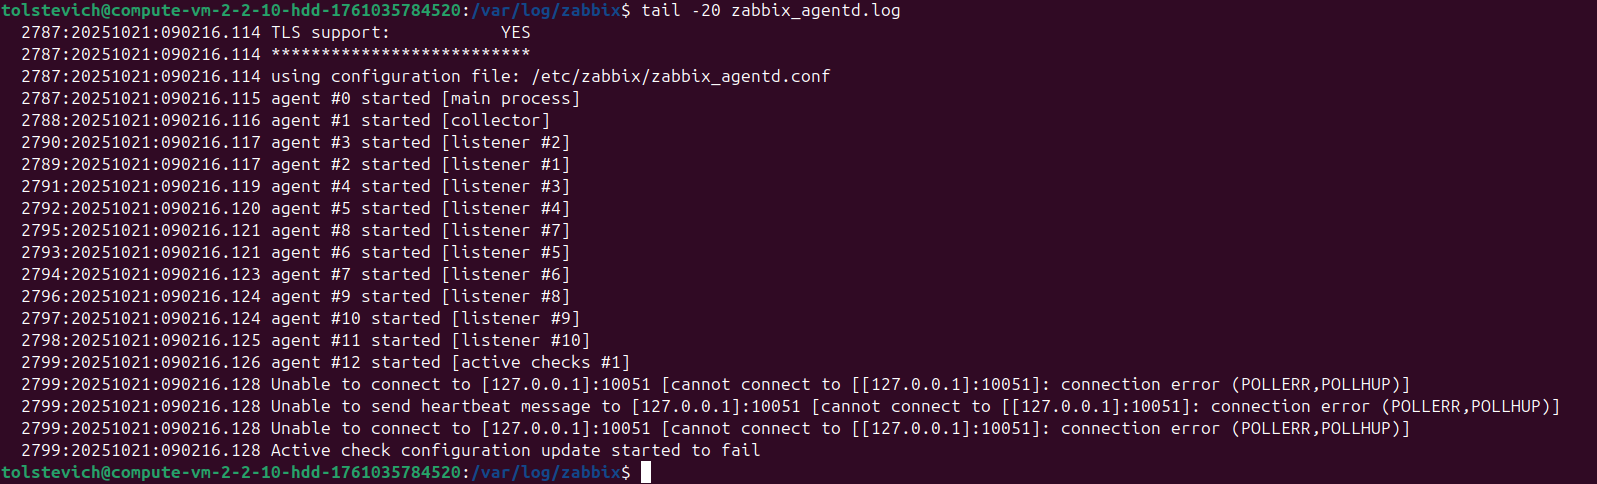 tolstevich@compute-vm-2-2-10-hdd-1761035784520:/var/log/zabbix$ tail -20 zabbix_agentd.log
  2787:20251021:090216.114 TLS support:           YES
  2787:20251021:090216.114 **************************
  2787:20251021:090216.114 using configuration file: /etc/zabbix/zabbix_agentd.conf
  2787:20251021:090216.115 agent #0 started [main process]
  2788:20251021:090216.116 agent #1 started [collector]
  2790:20251021:090216.117 agent #3 started [listener #2]
  2789:20251021:090216.117 agent #2 started [listener #1]
  2791:20251021:090216.119 agent #4 started [listener #3]
  2792:20251021:090216.120 agent #5 started [listener #4]
  2795:20251021:090216.121 agent #8 started [listener #7]
  2793:20251021:090216.121 agent #6 started [listener #5]
  2794:20251021:090216.123 agent #7 started [listener #6]
  2796:20251021:090216.124 agent #9 started [listener #8]
  2797:20251021:090216.124 agent #10 started [listener #9]
  2798:20251021:090216.125 agent #11 started [listener #10]
  2799:20251021:090216.126 agent #12 started [active checks #1]
  2799:20251021:090216.128 Unable to connect to [127.0.0.1]:10051 [cannot connect to [[127.0.0.1]:10051]: connection error (POLLERR,POLLHUP)]
  2799:20251021:090216.128 Unable to send heartbeat message to [127.0.0.1]:10051 [cannot connect to [[127.0.0.1]:10051]: connection error (POLLERR,POLLHUP)]
  2799:20251021:090216.128 Unable to connect to [127.0.0.1]:10051 [cannot connect to [[127.0.0.1]:10051]: connection error (POLLERR,POLLHUP)]
  2799:20251021:090216.128 Active check configuration update started to fail
tolstevich@compute-vm-2-2-10-hdd-1761035784520:/var/log/zabbix$